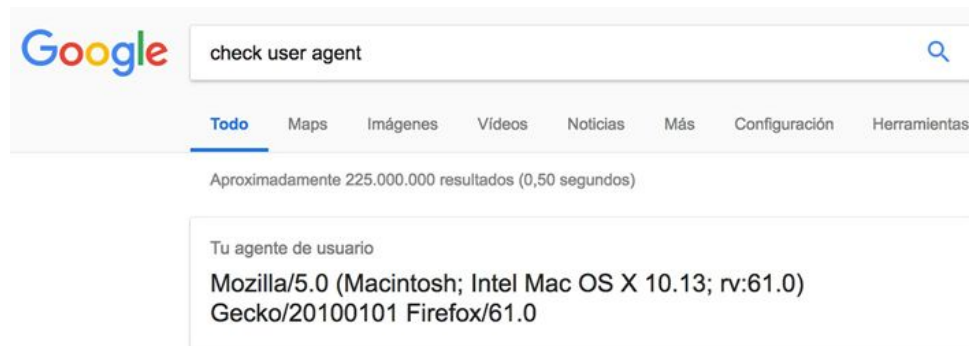 Google
check user agent
Todo Maps Imágenes Vídeos Noticias Más Configuración Herramientas
Aproximadamente 225.000.000 resultados (0,50 segundos)
Tu agente de usuario
Mozilla/5.0 (Macintosh; Intel Mac OS X 10.13; rv:61.0)
Gecko/20100101 Firefox/61.0